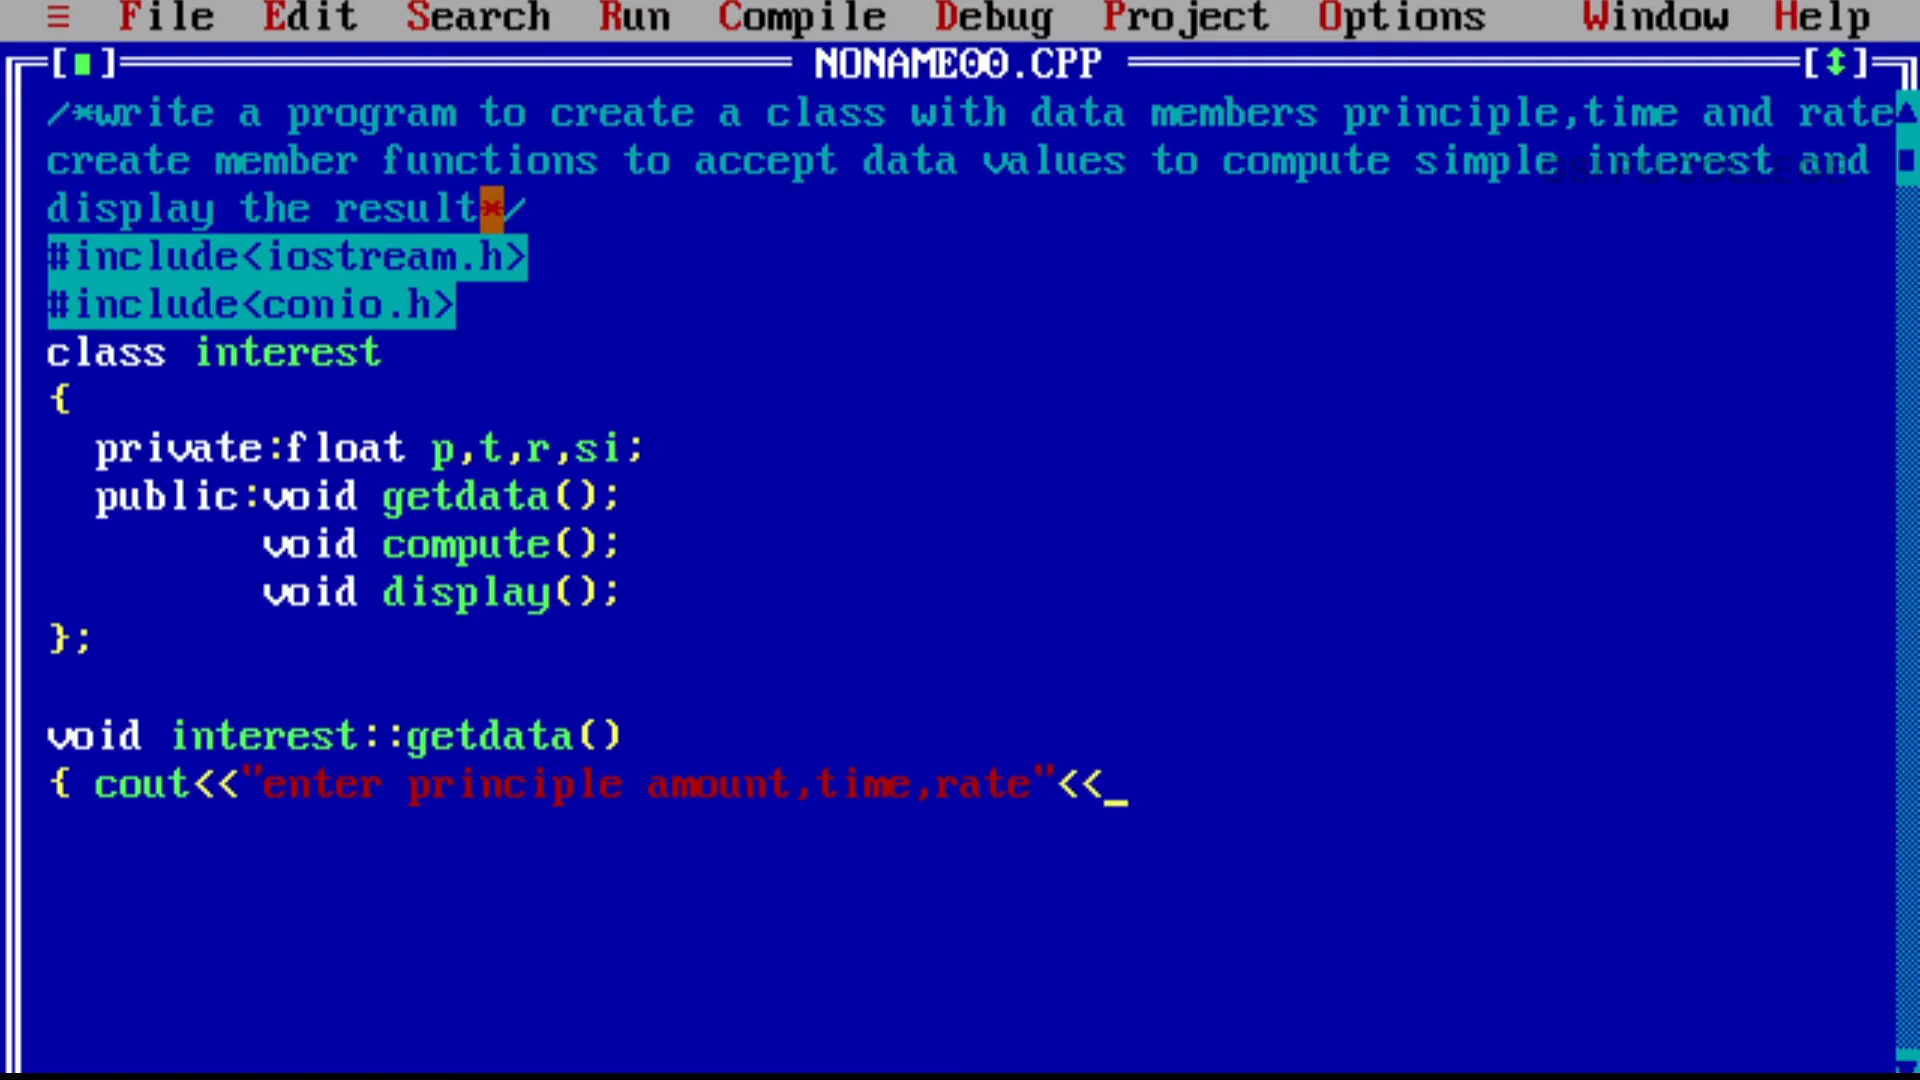 ≡ File Edit Search Run Compile Debug Project Options Window Help
[■] NONAME00.CPP [↕]
/*write a program to create a class with data members principle,time and rate
create member functions to accept data values to compute simple interest and
display the result*/
#include<iostream.h>
#include<conio.h>
class interest
{
private:float p,t,r,si;
public:void getdata();
void compute();
void display();
};
void interest::getdata()
{ cout<<"enter principle amount,time,rate"<<_